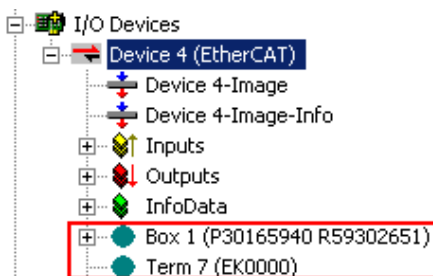 I/O Devices
Device 4 (EtherCAT)
Device 4-Image
Device 4-Image-Info
Inputs
Outputs
InfoData
Box 1 (P30165940 R59302651)
Term 7 (EK0000)